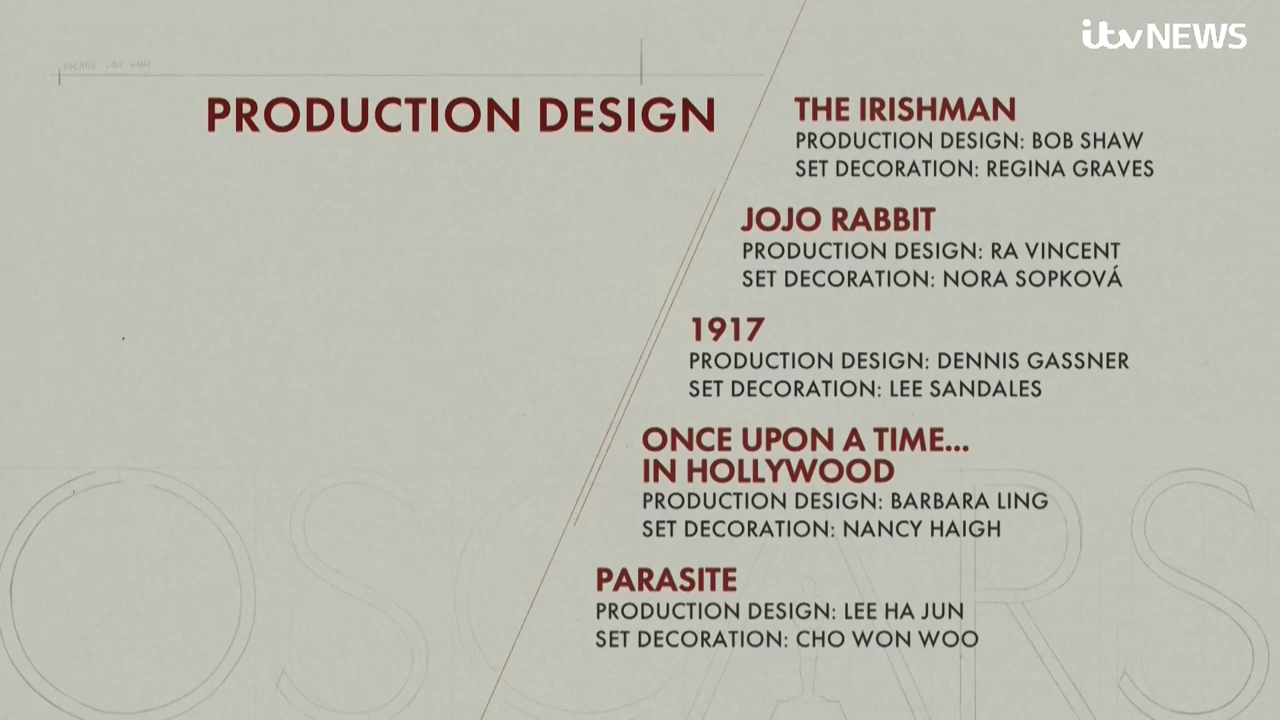 itv NEWS
PRODUCTION DESIGN
THE IRISHMAN
PRODUCTION DESIGN: BOB SHAW
SET DECORATION: REGINA GRAVES
JOJO RABBIT
PRODUCTION DESIGN: RA VINCENT
SET DECORATION: NORA SOPKOVÁ
1917
PRODUCTION DESIGN: DENNIS GASSNER
SET DECORATION: LEE SANDALES
ONCE UPON A TIME...
IN HOLLYWOOD
PRODUCTION DESIGN: BARBARA LING
SET DECORATION: NANCY HAIGH
PARASITE
PRODUCTION DESIGN: LEE HA JUN
SET DECORATION: CHO WON WOO
OSCARS